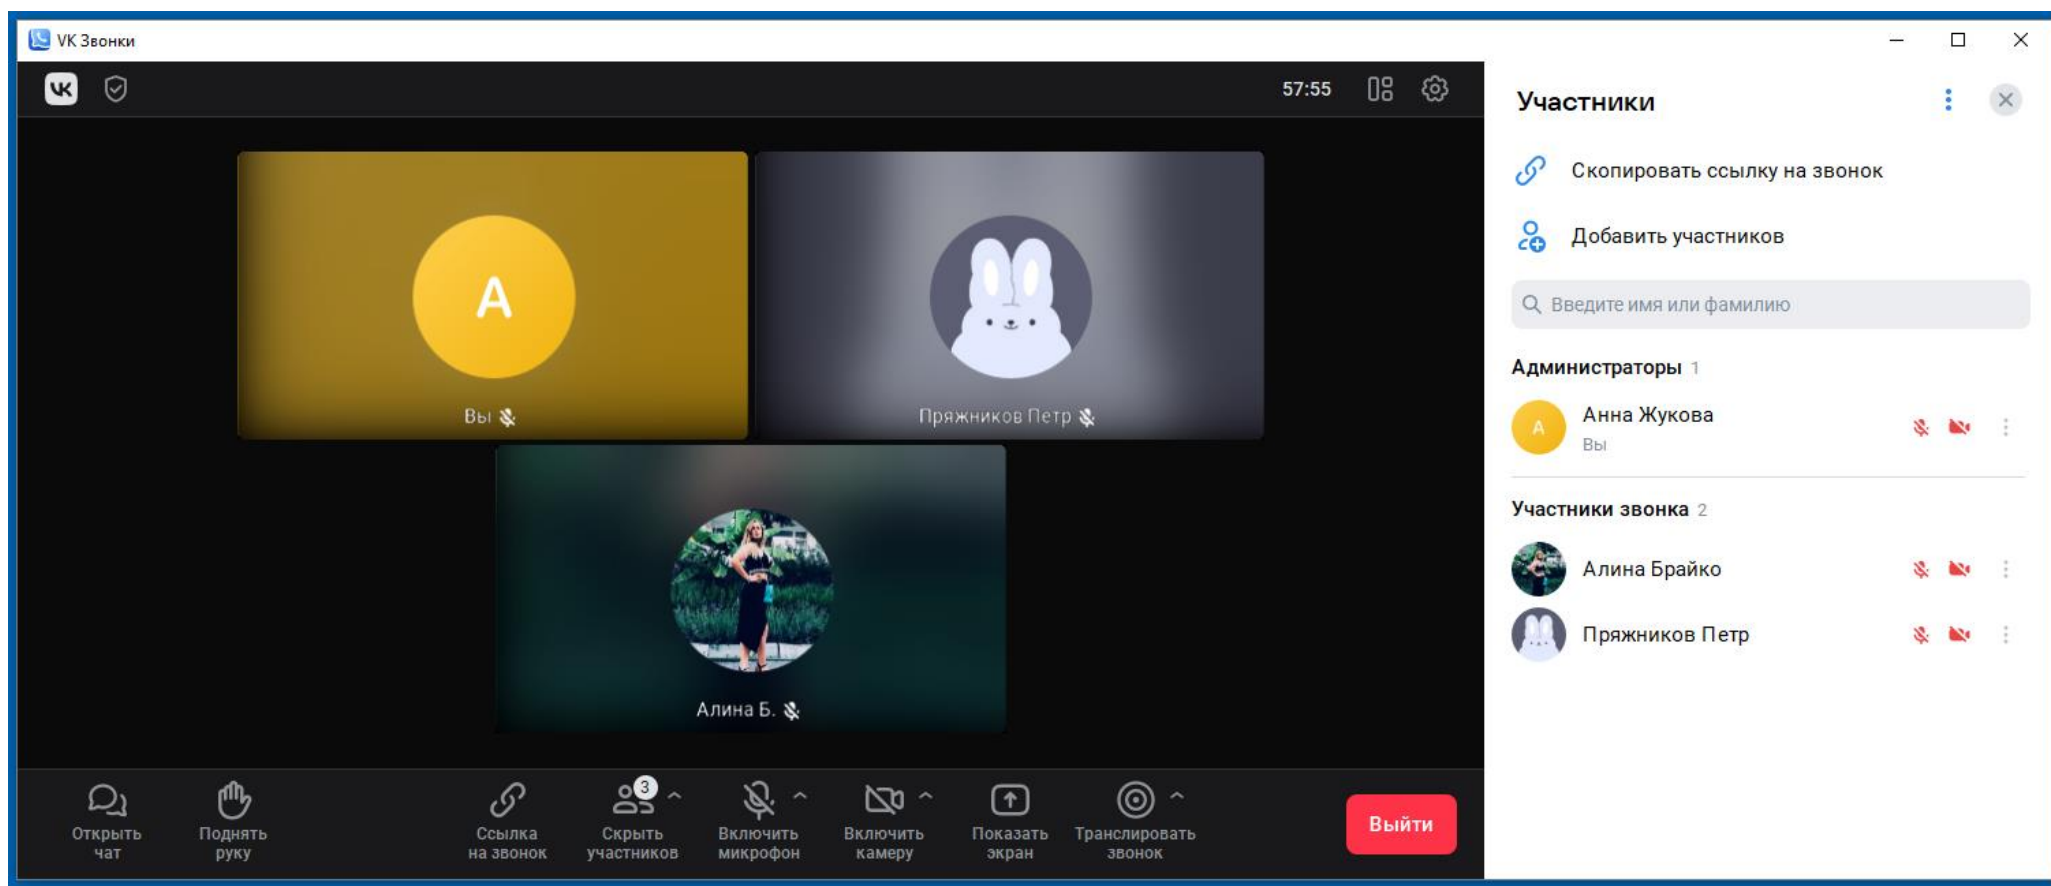 VK Звонки
57:55
A
Вы
Пряжников Петр
Алина Б.
Открыть
чат
Поднять
руку
Ссылка
на звонок
3
Скрыть
участников
Включить
микрофон
Включить
камеру
Показать
экран
Транслировать
звонок
Выйти
Участники
Скопировать ссылку на звонок
Добавить участников
Введите имя или фамилию
Администраторы 1
A
Анна Жукова
Вы
Участники звонка 2
Алина Брайко
Пряжников Петр